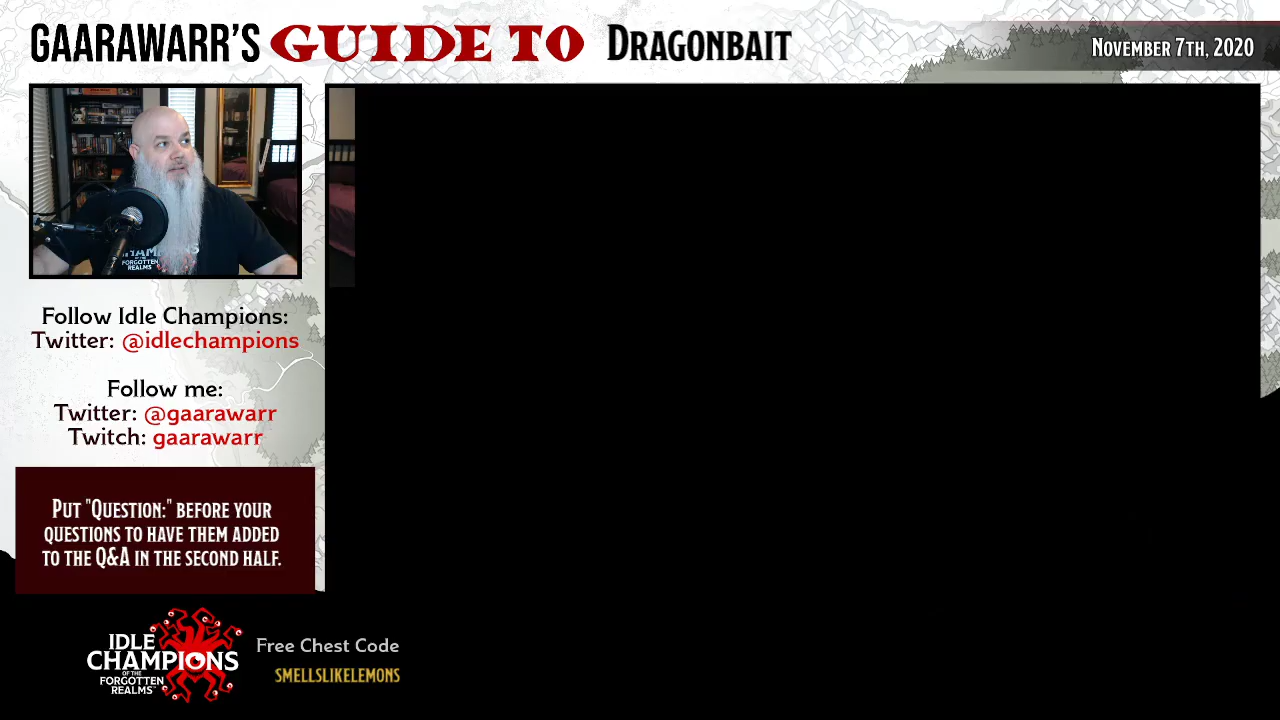 GAARAWARR'S GUIDE TO DRAGONBAIT
NOVEMBER 7TH, 2020
FORGOTTEN
REALMS
Follow Idle Champions:
Twitter: @idlechampions
Follow me:
Twitter: @gaarawarr
Twitch: gaarawarr
PUT "QUESTION:" BEFORE YOUR
QUESTIONS TO HAVE THEM ADDED
TO THE Q&A IN THE SECOND HALF.
IDLE
CHAMPIONS
OF THE
FORGOTTEN
REALMS
Free Chest Code
SMELLSLIKELEMONS